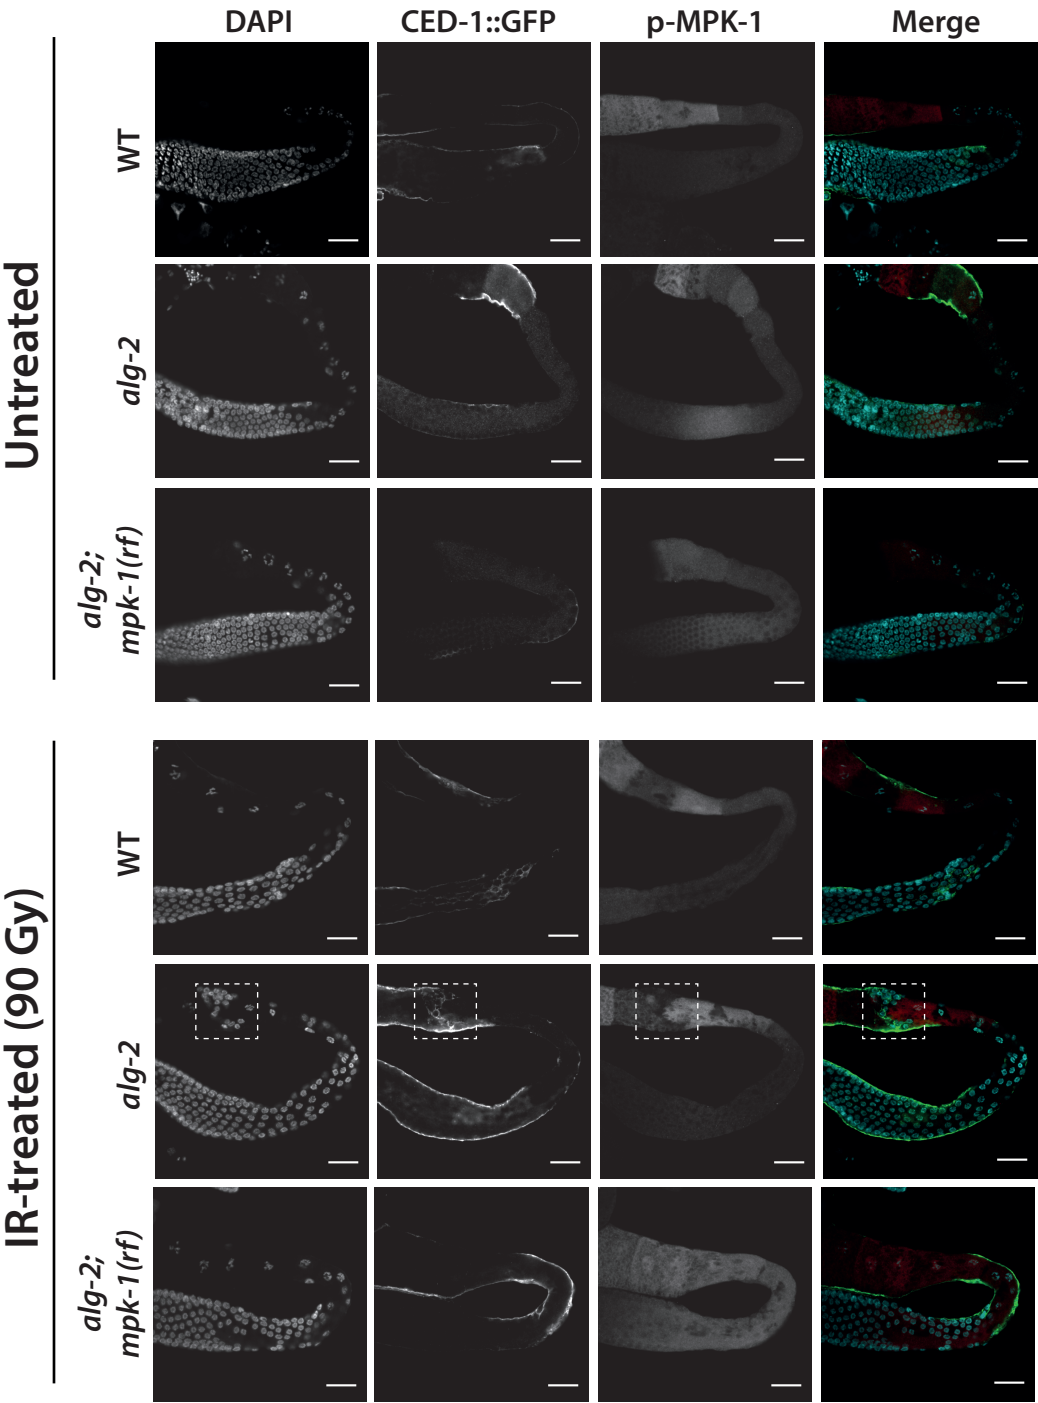 DAPI CED-1::GFP p-MPK-1 Merge
Untreated
WT
alg-2
alg-2;
mpk-1(rf)
IR-treated (90 Gy)
WT
alg-2
alg-2;
mpk-1(rf)